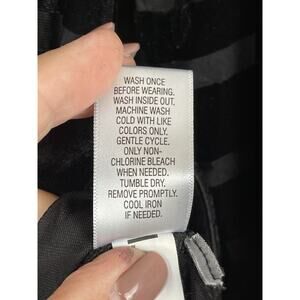 WASH ONCE
BEFORE WEARING.
WASH INSIDE OUT.
MACHINE WASH
COLD WITH LIKE
COLORS ONLY.
GENTLE CYCLE.
ONLY NON-
CHLORINE BLEACH
WHEN NEEDED.
TUMBLE DRY.
REMOVE PROMPTLY.
COOL IRON
IF NEEDED.